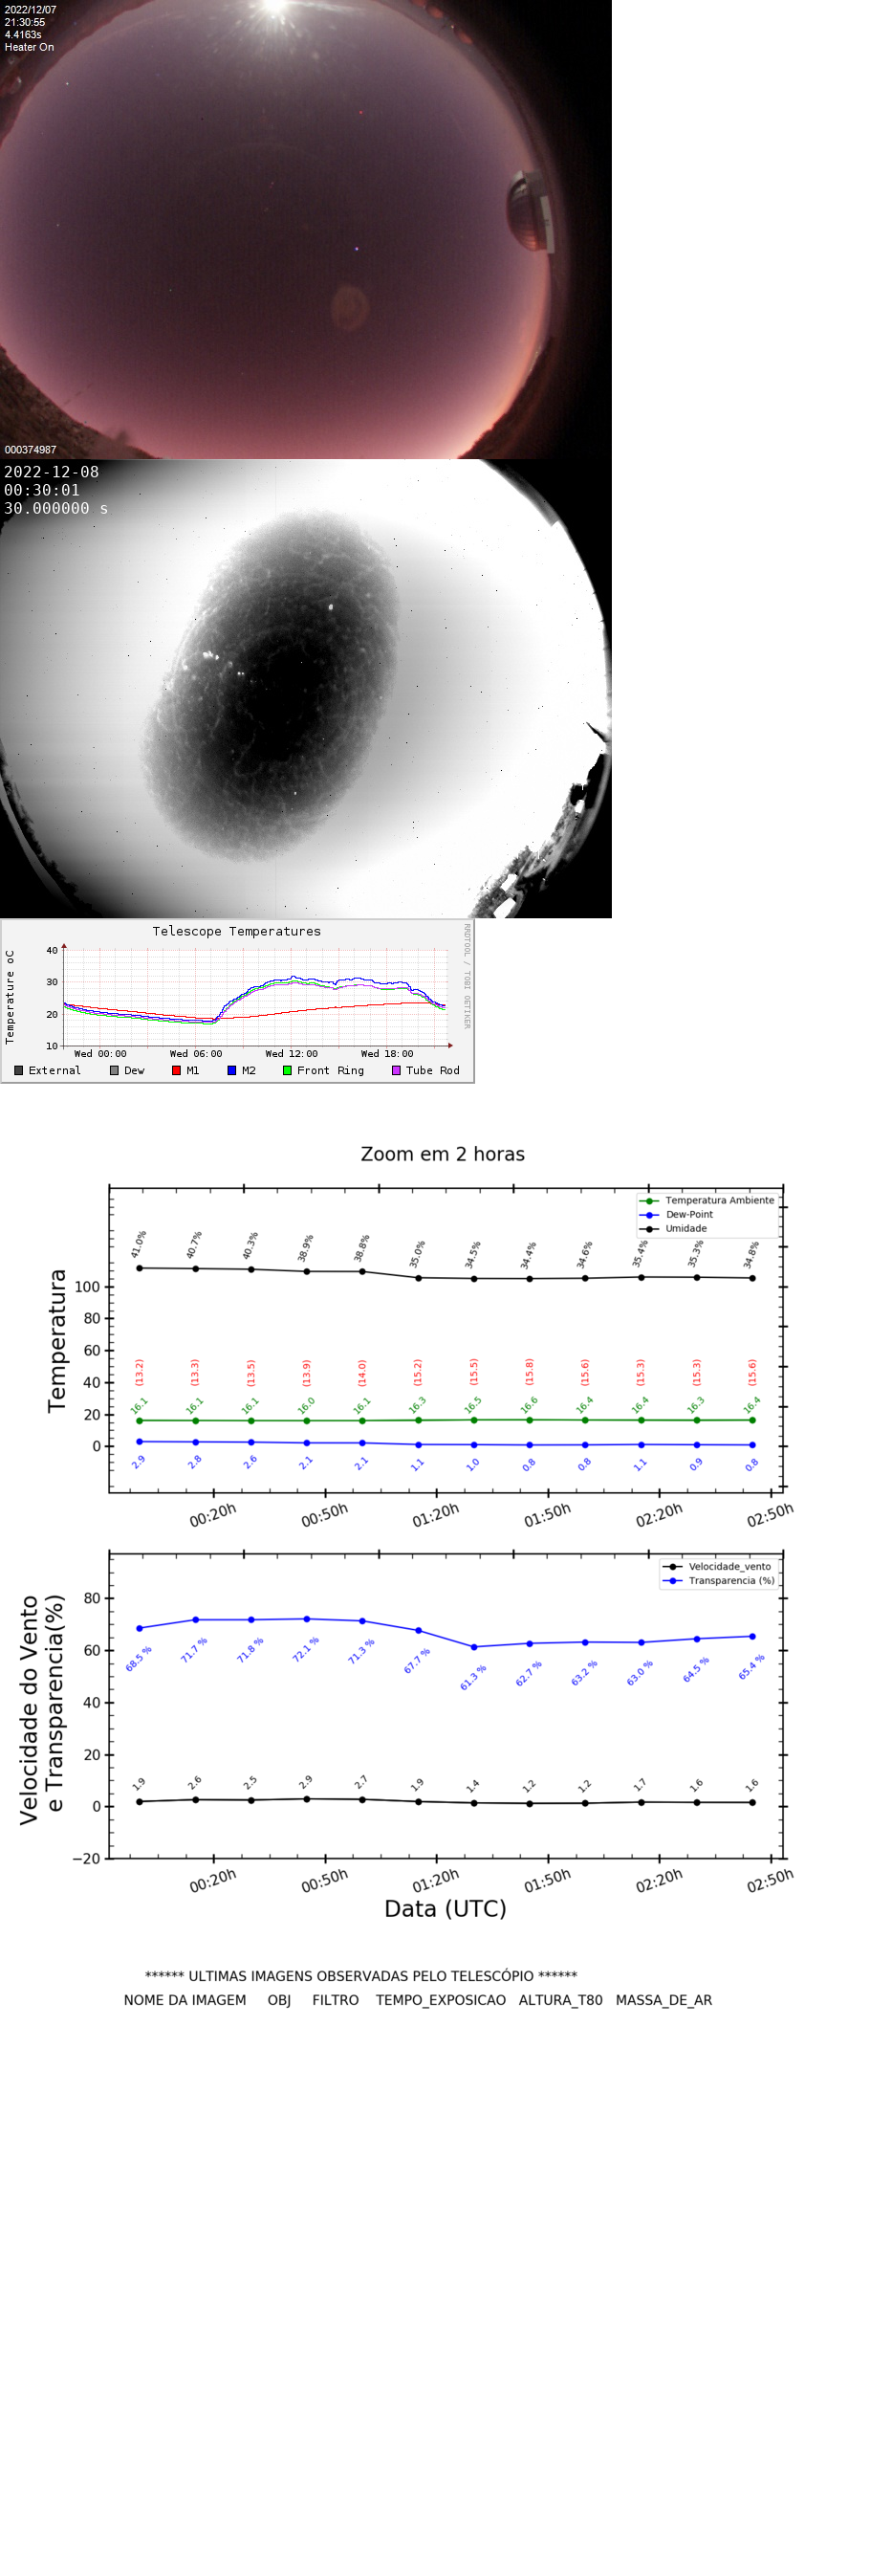 2022/12/07
21:30:55
4.4163s
Heater On
000374987
2022-12-08
00:30:01
30.000000 s
Telescope Temperatures
RRDTOOL / TOBI OETIKER
Temperature oC
40
30
20
10
Wed 00:00 Wed 06:00 Wed 12:00 Wed 18:00
External Dew M1 M2 Front Ring Tube Rod
Zoom em 2 horas
Temperatura Ambiente
Dew-Point
Umidade
Temperatura
100
80
60
40
20
0
41.0% 40.7% 40.3% 38.9% 38.8% 35.0% 34.5% 34.4% 34.6% 35.4% 35.3% 34.8%
(13.2) (13.3) (13.5) (13.9) (14.0) (15.2) (15.5) (15.8) (15.6) (15.3) (15.3) (15.6)
16.1 16.1 16.1 16.0 16.1 16.3 16.5 16.6 16.4 16.4 16.3 16.4
2.9 2.8 2.6 2.1 2.1 1.1 1.0 0.8 0.8 1.1 0.9 0.8
00:20h 00:50h 01:20h 01:50h 02:20h 02:50h
Velocidade_vento
Transparencia (%)
Velocidade do Vento
e Transparencia(%)
80
60
40
20
0
−20
68.5 % 71.7 % 71.8 % 72.1 % 71.3 % 67.7 % 61.3 % 62.7 % 63.2 % 63.0 % 64.5 % 65.4 %
1.9 2.6 2.5 2.9 2.7 1.9 1.4 1.2 1.2 1.7 1.6 1.6
00:20h 00:50h 01:20h 01:50h 02:20h 02:50h
Data (UTC)
****** ULTIMAS IMAGENS OBSERVADAS PELO TELESCÓPIO ******
NOME DA IMAGEM OBJ FILTRO TEMPO_EXPOSICAO ALTURA_T80 MASSA_DE_AR